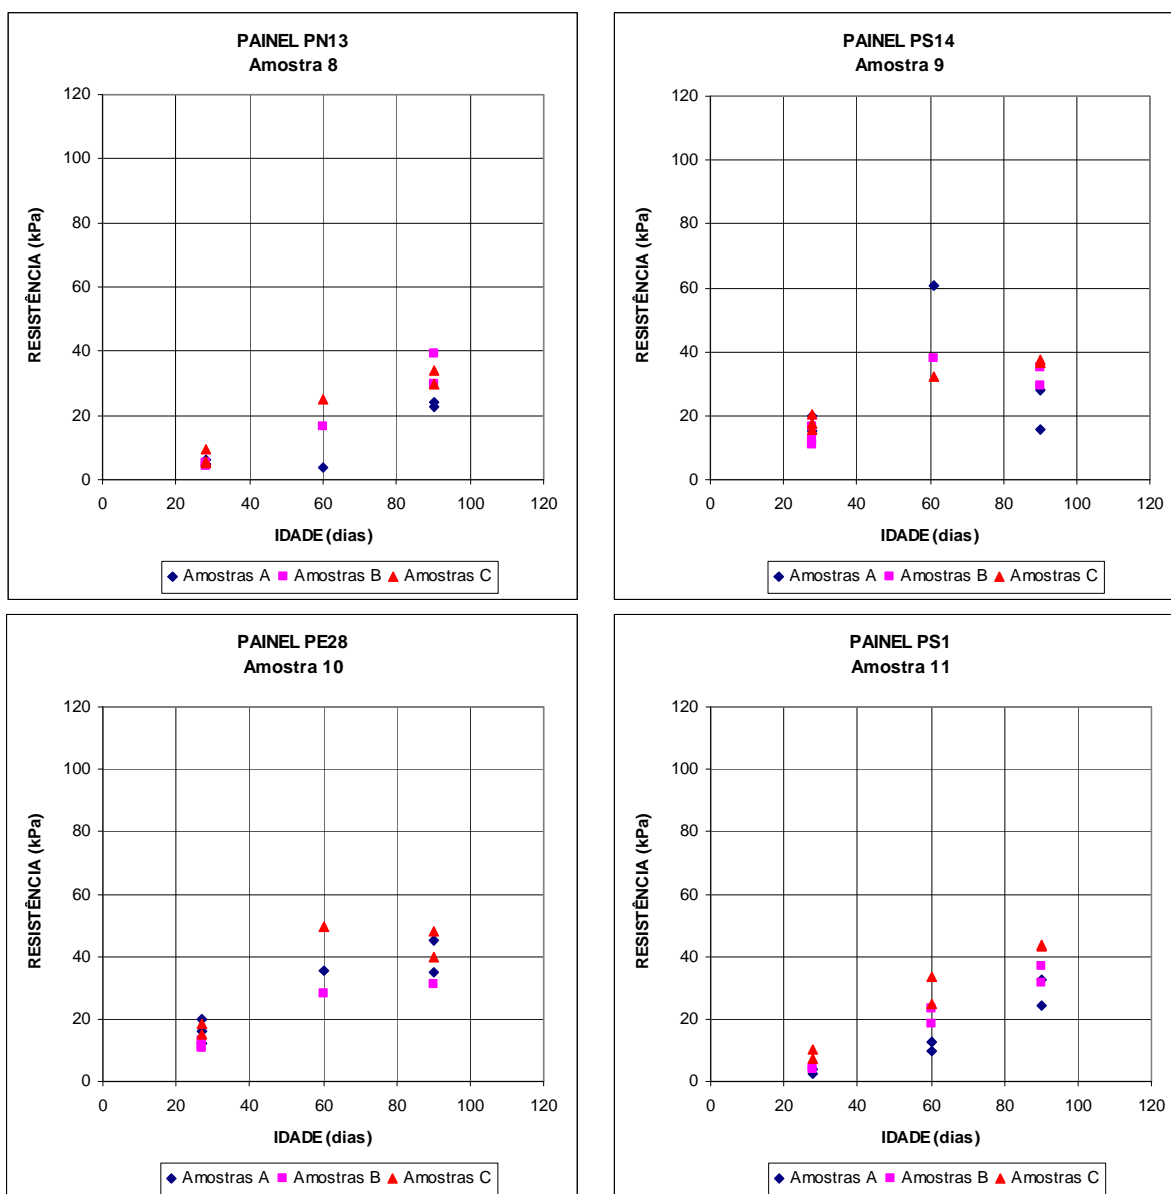 PAINEL PN13
Amostra 8
120
100
80
60
40
20
0
RESISTÊNCIA (kPa)
0 20 40 60 80 100 120
IDADE (dias)
Amostras A Amostras B Amostras C
PAINEL PS14
Amostra 9
120
100
80
60
40
20
0
RESISTÊNCIA (kPa)
0 20 40 60 80 100 120
IDADE (dias)
Amostras A Amostras B Amostras C
PAINEL PE28
Amostra 10
120
100
80
60
40
20
0
RESISTÊNCIA (kPa)
0 20 40 60 80 100 120
IDADE (dias)
Amostras A Amostras B Amostras C
PAINEL PS1
Amostra 11
120
100
80
60
40
20
0
RESISTÊNCIA (kPa)
0 20 40 60 80 100 120
IDADE (dias)
Amostras A Amostras B Amostras C